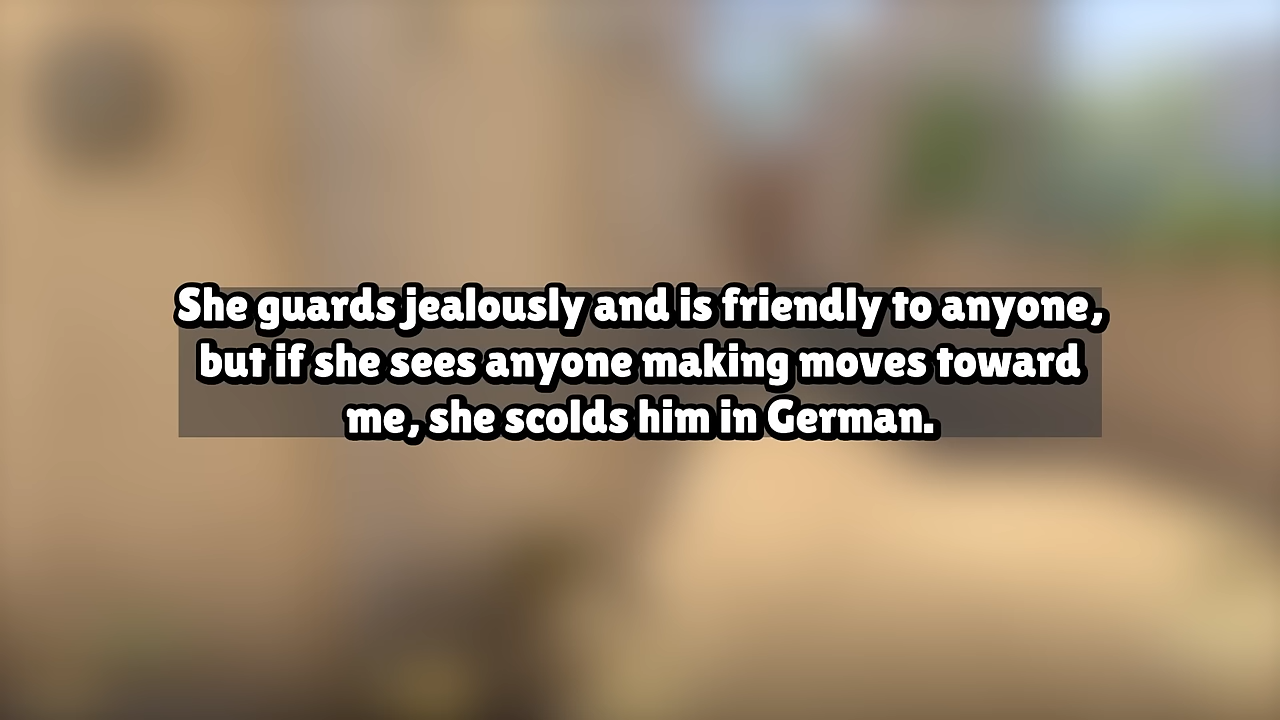 She guards jealously and is friendly to anyone,
but if she sees anyone making moves toward
me, she scolds him in German.